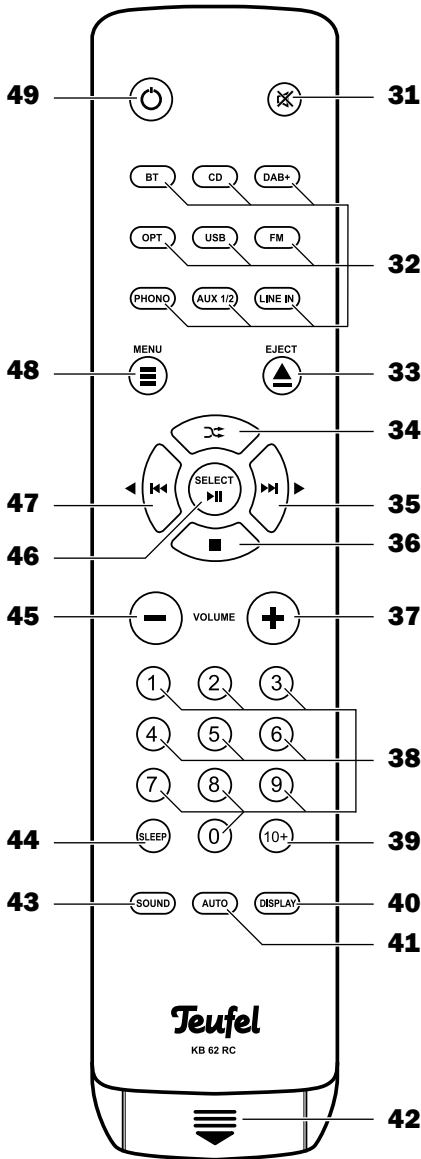 49 31
BT CD DAB+
OPT USB FM
32
PHONO AUX 1/2 LINE IN
MENU EJECT
48 33
34
SELECT
47 35
46 36
45 VOLUME 37
1 2 3
4 5 6
38
7 8 9
44 SLEEP 0 10+ 39
43 SOUND AUTO DISPLAY 40
41
Teufel
KB 62 RC
42